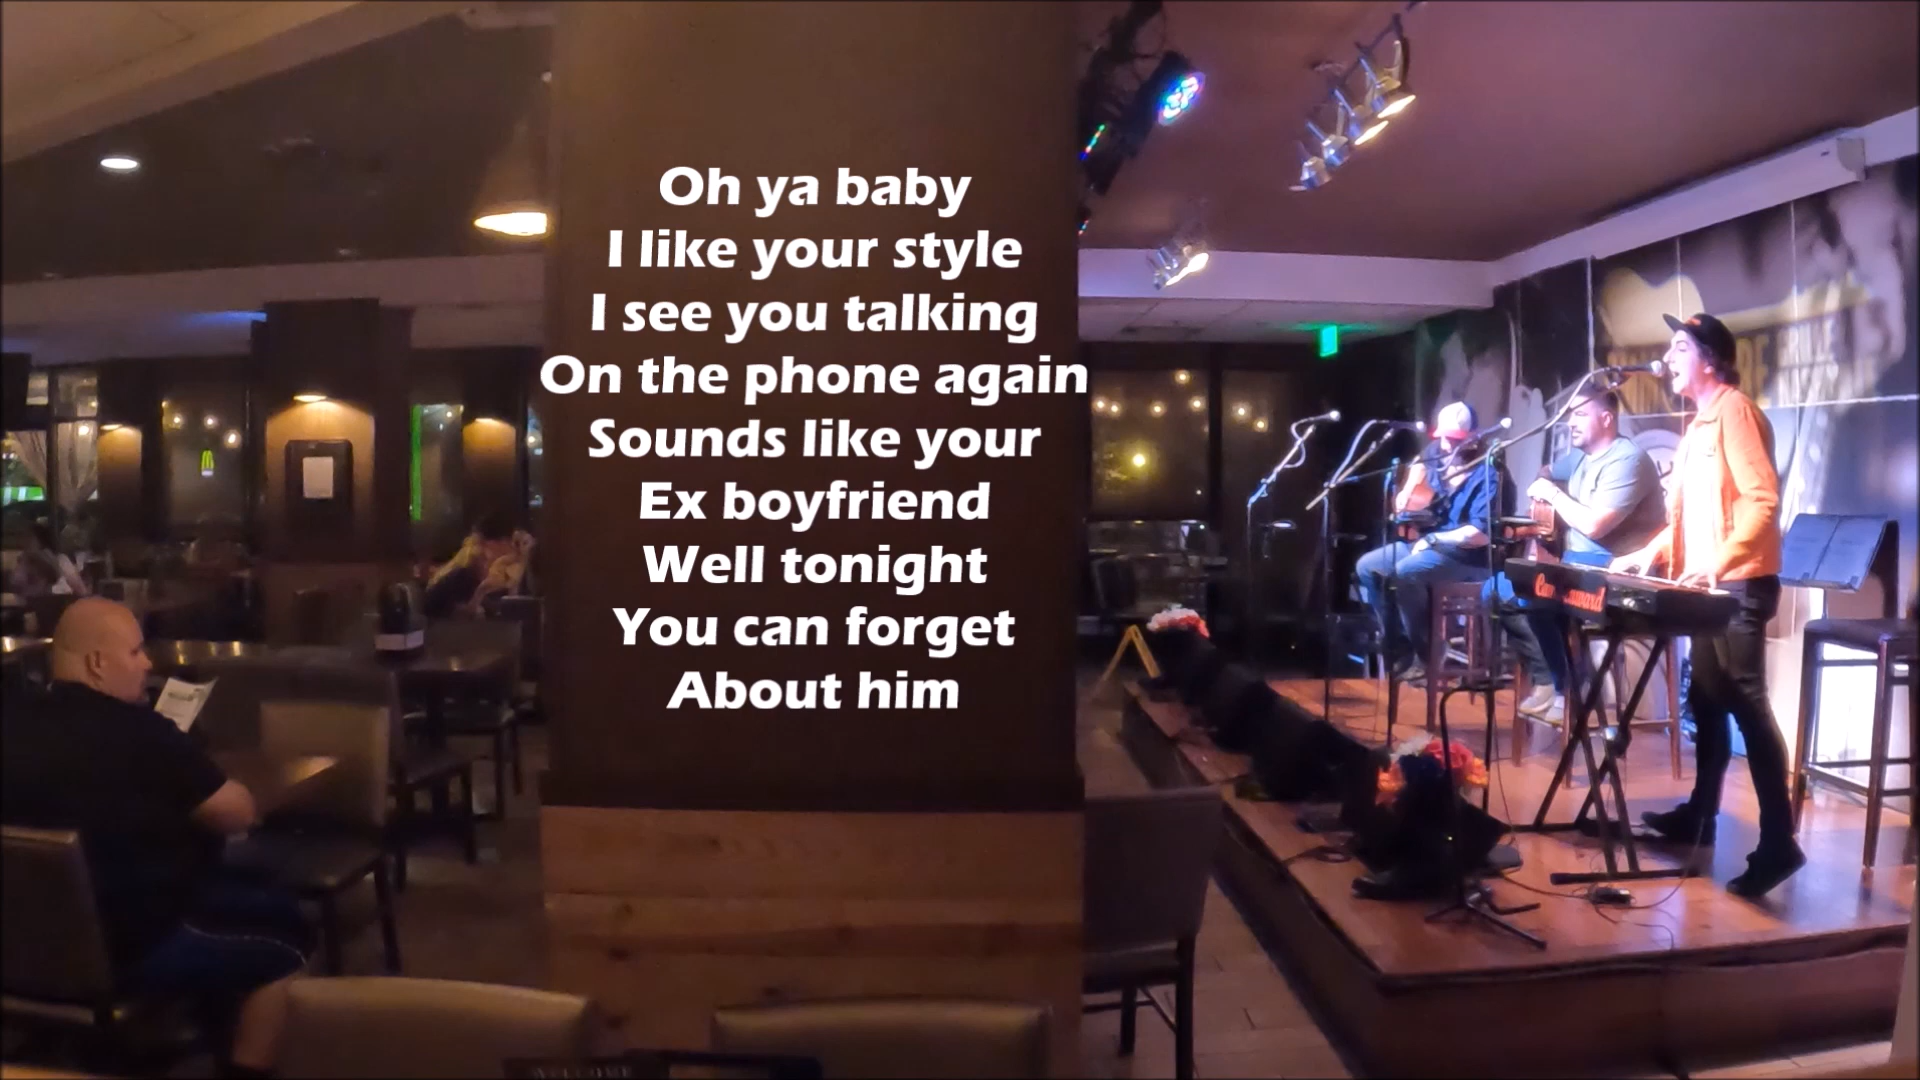 Oh ya baby
I like your style
I see you talking
On the phone again
Sounds like your
Ex boyfriend
Well tonight
You can forget
About him
WELCOME